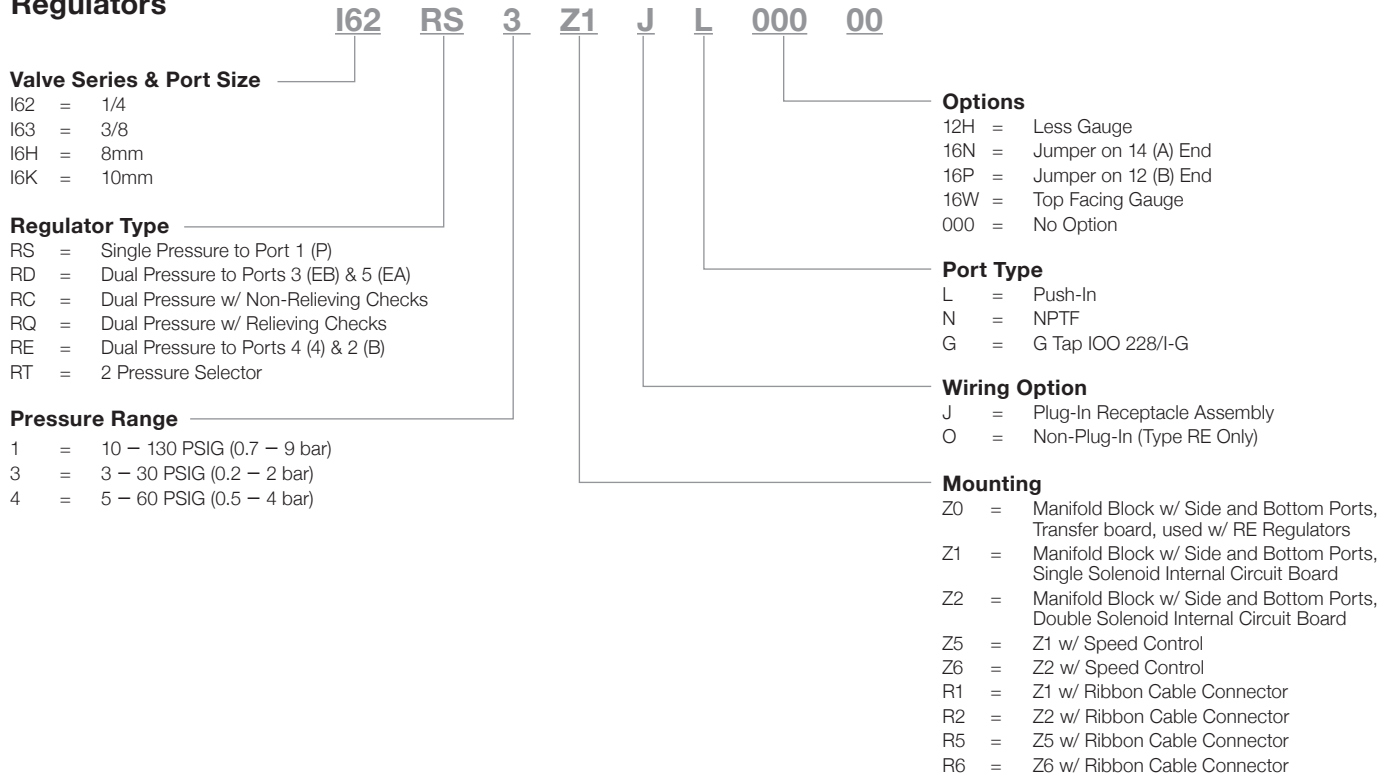 Regulators
I62 RS 3 Z1 J L 000 00
Valve Series & Port Size
I62 = 1/4
I63 = 3/8
I6H = 8mm
I6K = 10mm
Regulator Type
RS = Single Pressure to Port 1 (P)
RD = Dual Pressure to Ports 3 (EB) & 5 (EA)
RC = Dual Pressure w/ Non-Relieving Checks
RQ = Dual Pressure w/ Relieving Checks
RE = Dual Pressure to Ports 4 (4) & 2 (B)
RT = 2 Pressure Selector
Pressure Range
1 = 10 – 130 PSIG (0.7 – 9 bar)
3 = 3 – 30 PSIG (0.2 – 2 bar)
4 = 5 – 60 PSIG (0.5 – 4 bar)
Options
12H = Less Gauge
16N = Jumper on 14 (A) End
16P = Jumper on 12 (B) End
16W = Top Facing Gauge
000 = No Option
Port Type
L = Push-In
N = NPTF
G = G Tap IOO 228/I-G
Wiring Option
J = Plug-In Receptacle Assembly
O = Non-Plug-In (Type RE Only)
Mounting
Z0 = Manifold Block w/ Side and Bottom Ports,
Transfer board, used w/ RE Regulators
Z1 = Manifold Block w/ Side and Bottom Ports,
Single Solenoid Internal Circuit Board
Z2 = Manifold Block w/ Side and Bottom Ports,
Double Solenoid Internal Circuit Board
Z5 = Z1 w/ Speed Control
Z6 = Z2 w/ Speed Control
R1 = Z1 w/ Ribbon Cable Connector
R2 = Z2 w/ Ribbon Cable Connector
R5 = Z5 w/ Ribbon Cable Connector
R6 = Z6 w/ Ribbon Cable Connector